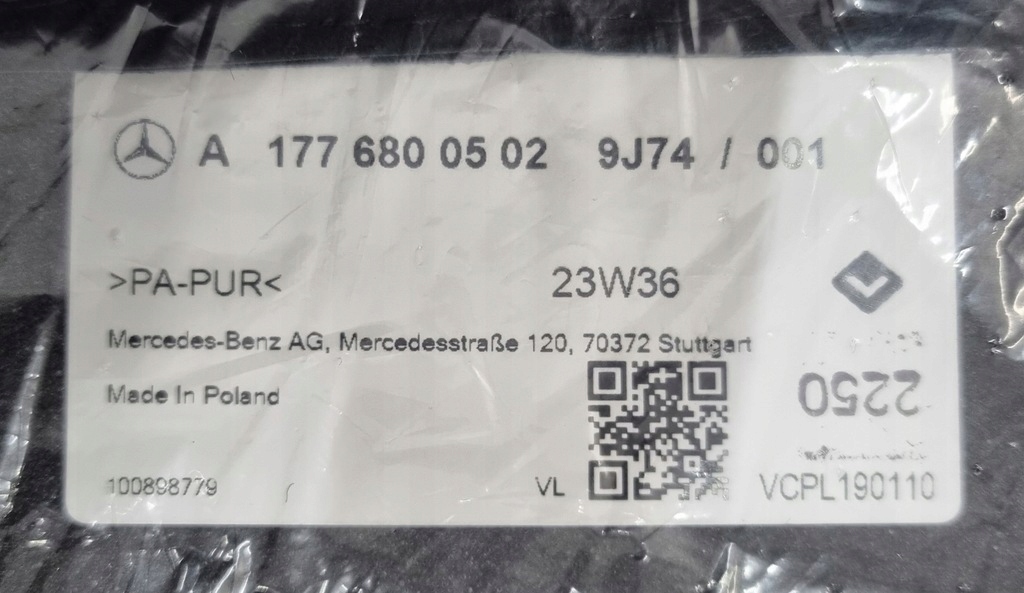 A 177 680 05 02 9J74 / 001
>PA-PUR< 23W36
Mercedes-Benz AG, Mercedesstraße 120, 70372 Stuttgart
Made In Poland
2250
100898779 VL VCPL190110